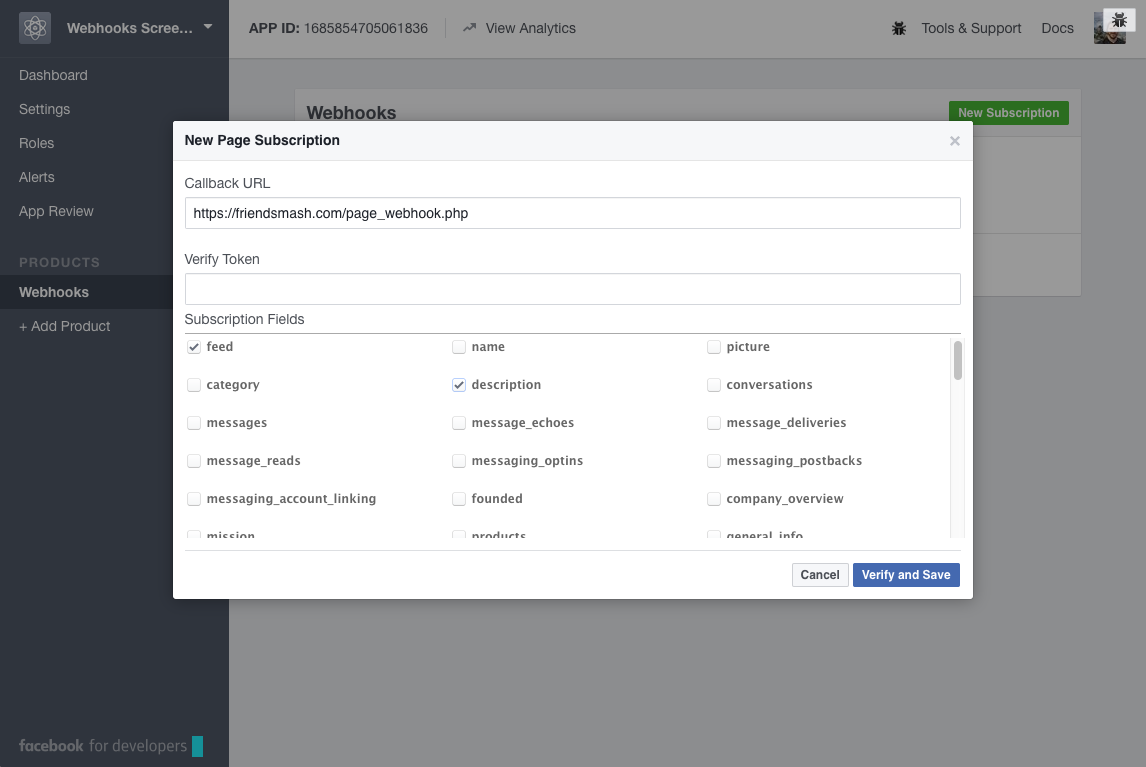 Webhooks Scree...
APP ID: 1685854705061836
View Analytics
Tools & Support
Docs
Dashboard
Settings
Roles
Alerts
App Review
PRODUCTS
Webhooks
+ Add Product
Webhooks
New Subscription
New Page Subscription
Callback URL
https://friendsmash.com/page_webhook.php
Verify Token
Subscription Fields
feed name picture
category description conversations
messages message_echoes message_deliveries
message_reads messaging_optins messaging_postbacks
messaging_account_linking founded company_overview
mission products general_info
Cancel Verify and Save
facebook for developers